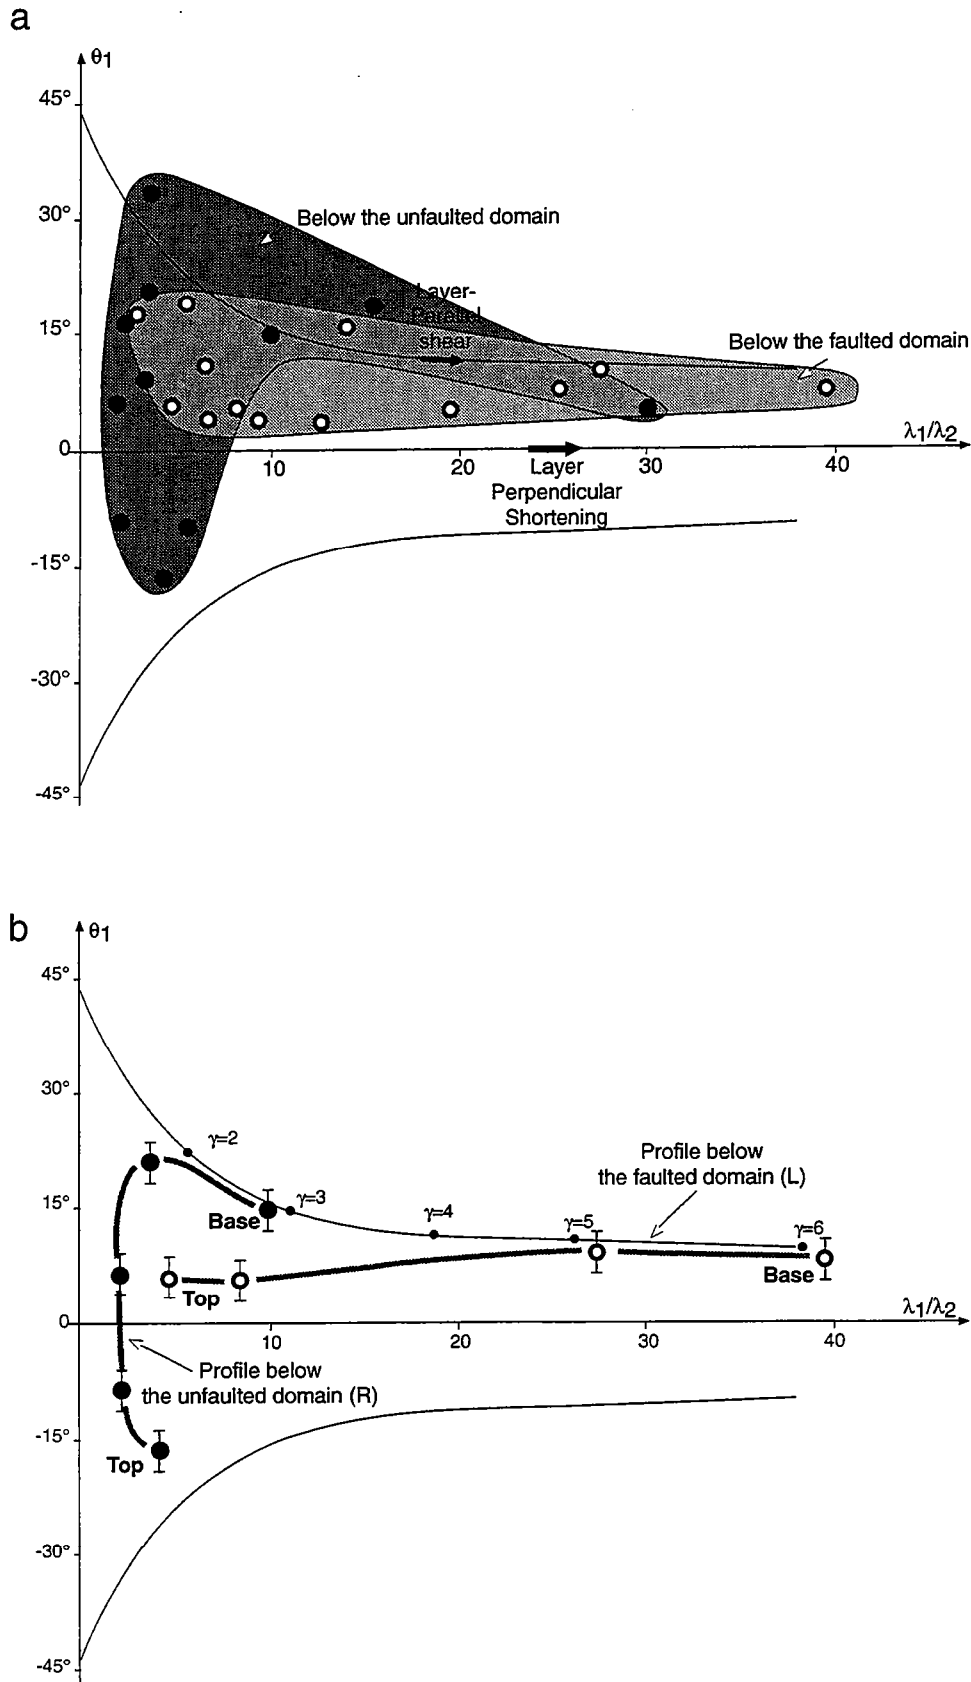 a
θ1
45°
30°
Below the unfaulted domain
Layer-
Parallel
shear
15°
Below the faulted domain
λ1/λ2
0
10
20
30
40
Layer
Perpendicular
Shortening
-15°
-30°
-45°
b
θ1
45°
30°
γ=2
Profile below
the faulted domain (L)
15°
γ=3
γ=4
γ=5
γ=6
Base
Base
Top
λ1/λ2
0
10
20
30
40
Profile below
the unfaulted domain (R)
-15°
Top
-30°
-45°